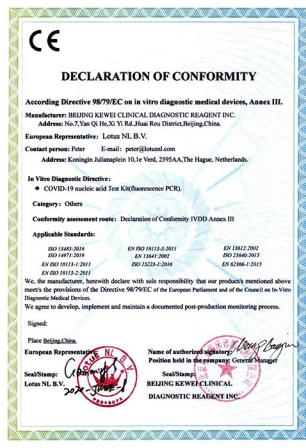 CE
DECLARATION OF CONFORMITY
According Directive 98/79/EC on in vitro diagnostic medical devices, Annex III.
Manufacturer: BEIJING KEWEI CLINICAL DIAGNOSTIC REAGENT INC.
Address: No.7,Yan Qi He,Xi Yi Rd,Huai Rou District,Beijing,China.
European Representative: Lotus NL B.V.
Contact person: Peter E-mail: peter@lotusnl.com
Address: Koningin Julianaplein 10,1e Verd, 2595AA,The Hague, Netherlands.
In Vitro Diagnostic Directive:
● COVID-19 nucleic acid Test Kit(fluorescence PCR).
Category: Others
Conformity assessment route: Declaration of Conformity IVDD Annex III
Applicable Standards:
ISO 13485:2016 EN ISO 18113-3:2011 EN 13612:2002
ISO 14971:2019 EN 13641:2002 ISO 23640:2015
EN ISO 18113-1:2011 ISO 15223-1:2016 EN 62366-1:2015
EN ISO 18113-2:2011
We, the manufacturer, herewith declare with sole responsibility that our product's mentioned above
meet's the provisions of the Directive 98/79/EC of the European Parliament and of the Council on In-Vitro
Diagnostic Medical Devices.
We agree to develop, implement and maintain a documented post-production monitoring process.
Signed:
Place Beijing,China.
European Representative Name of authorized signatory:
Position held in the company: General Manager
Seal/Stamp: Seal/Stamp:
Lotus NL B.V. BEIJING KEWEI CLINICAL
DIAGNOSTIC REAGENT INC.